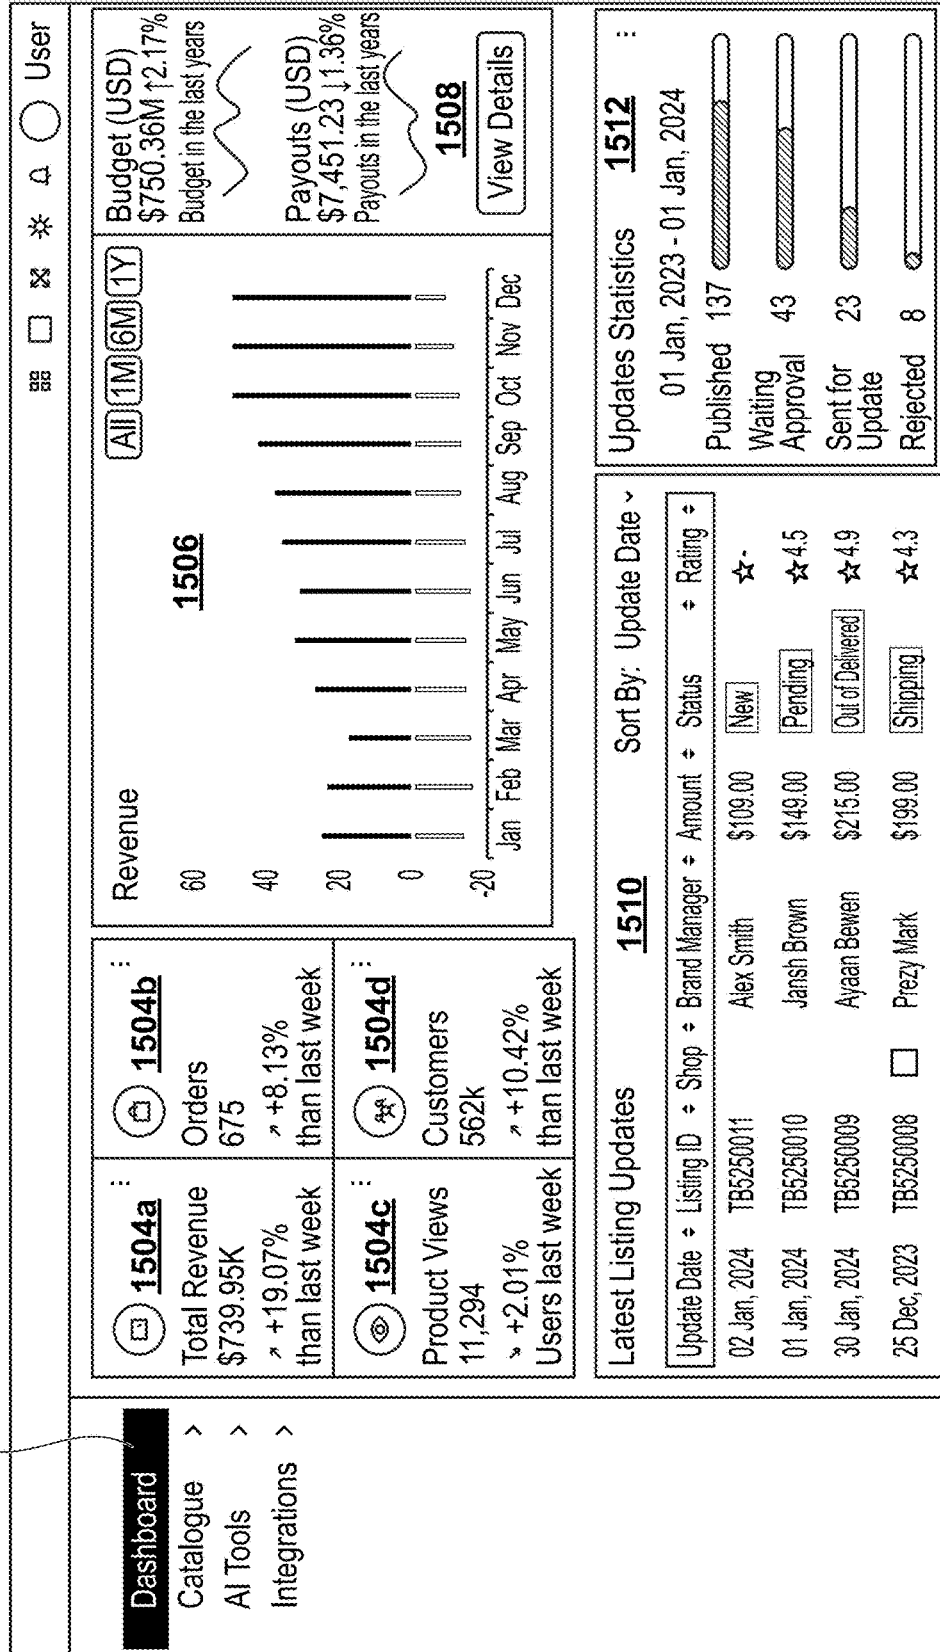 User
Dashboard
Catalogue >
AI Tools >
Integrations >
1504a
Total Revenue
$739.95K
+19.07%
than last week
1504b
Orders
675
+8.13%
than last week
1504c
Product Views
11,294
+2.01%
Users last week
1504d
Customers
562k
+10.42%
than last week
Revenue
All 1M 6M 1Y
1506
60
40
20
0
-20
Jan Feb Mar Apr May Jun Jul Aug Sep Oct Nov Dec
Budget (USD)
$750.36M ↑2.17%
Budget in the last years
Payouts (USD)
$7,451.23 ↓1.36%
Payouts in the last years
1508
View Details
Latest Listing Updates 1510 Sort By: Update Date
Update Date Listing ID Shop Brand Manager Amount Status Rating
02 Jan, 2024 TB5250011 Alex Smith $109.00 New ☆-
01 Jan, 2024 TB5250010 Jansh Brown $149.00 Pending ☆4.5
30 Jan, 2024 TB5250009 Ayaan Bewen $215.00 Out of Delivered ☆4.9
25 Dec, 2023 TB5250008 Prezy Mark $199.00 Shipping ☆4.3
Updates Statistics 1512
01 Jan, 2023 - 01 Jan, 2024
Published 137
Waiting
Approval 43
Sent for
Update 23
Rejected 8